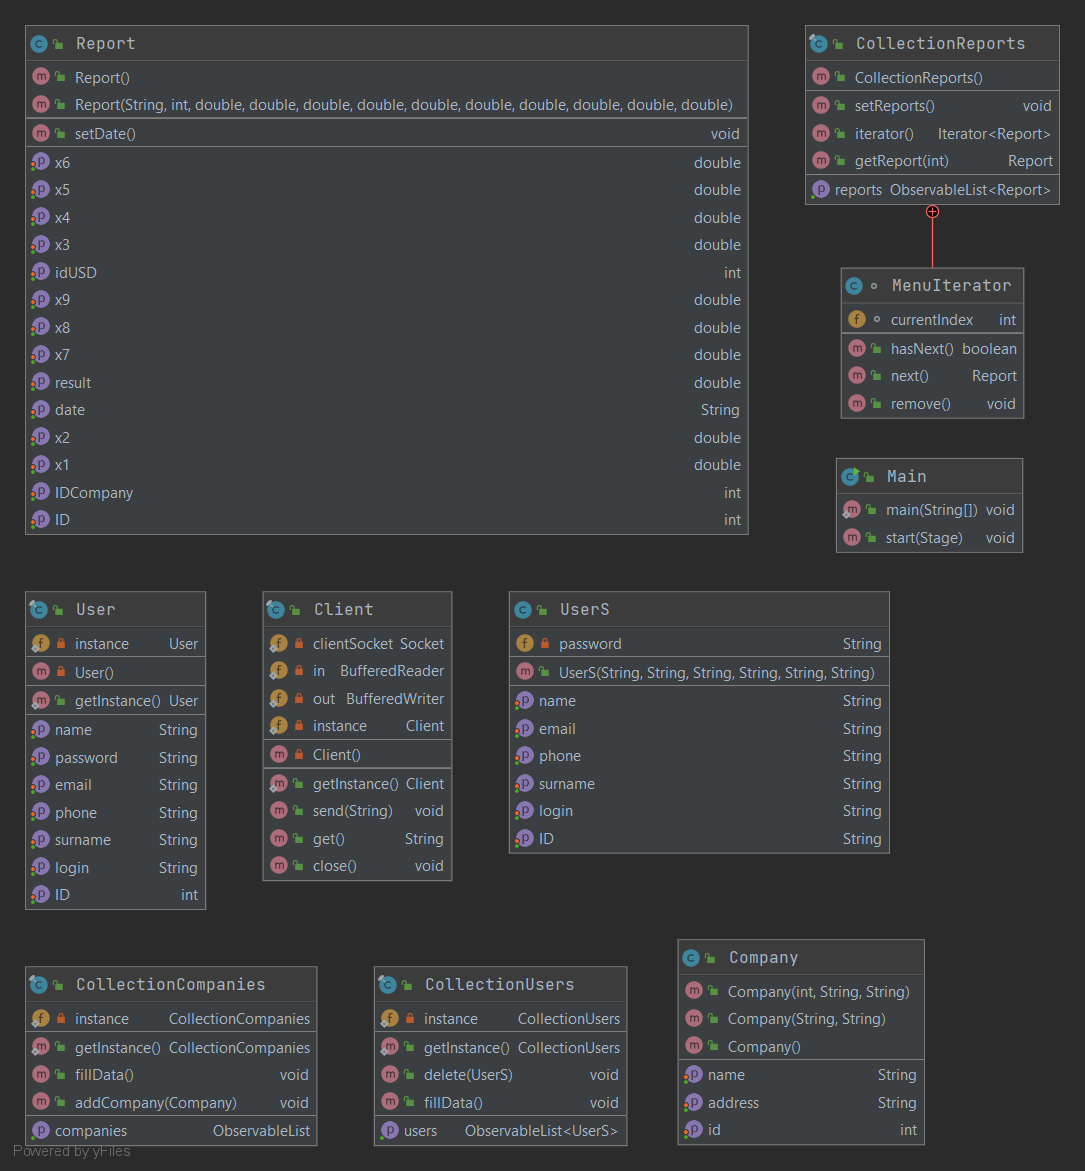 Report
Report()
Report(String, int, double, double, double, double, double, double, double, double, double, double)
setDate() void
x6 double
x5 double
x4 double
x3 double
idUSD int
x9 double
x8 double
x7 double
result double
date String
x2 double
x1 double
IDCompany int
ID int
CollectionReports
CollectionReports()
setReports() void
iterator() Iterator<Report>
getReport(int) Report
reports ObservableList<Report>
MenuIterator
currentIndex int
hasNext() boolean
next() Report
remove() void
Main
main(String[]) void
start(Stage) void
User
instance User
User()
getInstance() User
name String
password String
email String
phone String
surname String
login String
ID int
Client
clientSocket Socket
in BufferedReader
out BufferedWriter
instance Client
Client()
getInstance() Client
send(String) void
get() String
close() void
UserS
password String
UserS(String, String, String, String, String, String)
name String
email String
phone String
surname String
login String
ID String
CollectionCompanies
instance CollectionCompanies
getInstance() CollectionCompanies
fillData() void
addCompany(Company) void
companies ObservableList
CollectionUsers
instance CollectionUsers
getInstance() CollectionUsers
delete(UserS) void
fillData() void
users ObservableList<UserS>
Company
Company(int, String, String)
Company(String, String)
Company()
name String
address String
id int
Powered by yFiles